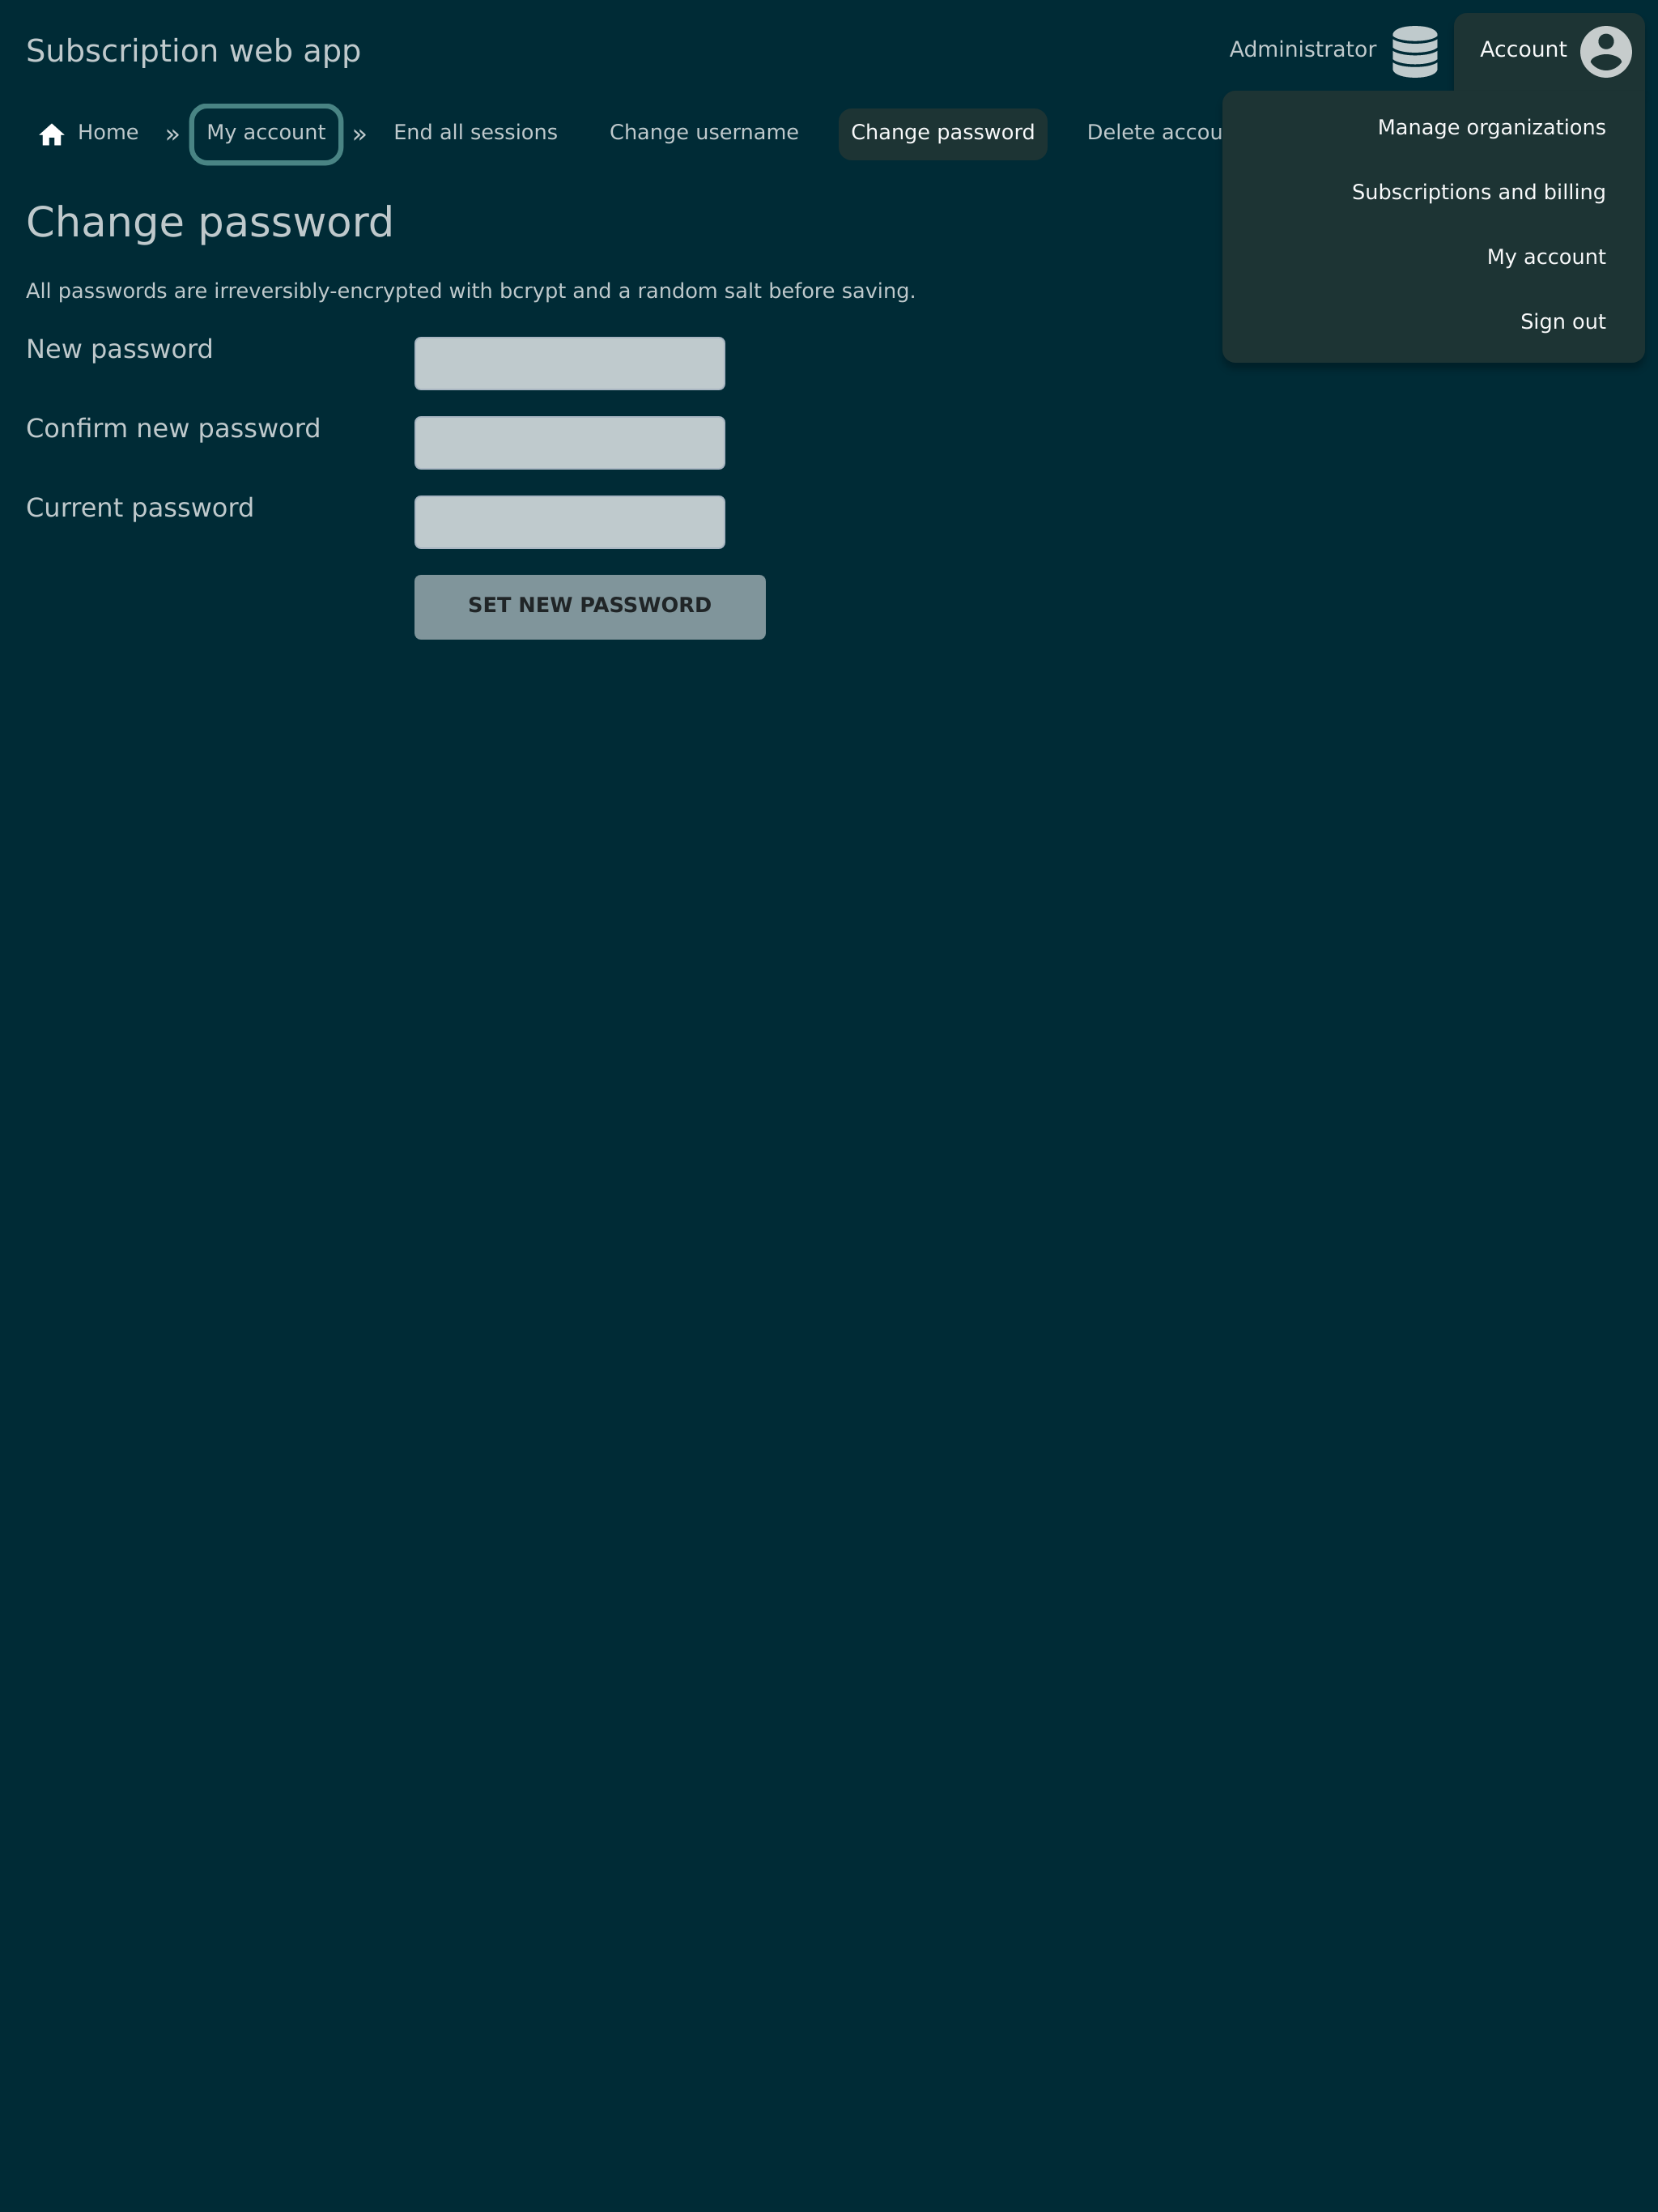 Subscription web app
Administrator
Account
Home » My account » End all sessions Change username Change password Delete accou
Manage organizations
Subscriptions and billing
My account
Sign out
Change password
All passwords are irreversibly-encrypted with bcrypt and a random salt before saving.
New password
Confirm new password
Current password
SET NEW PASSWORD